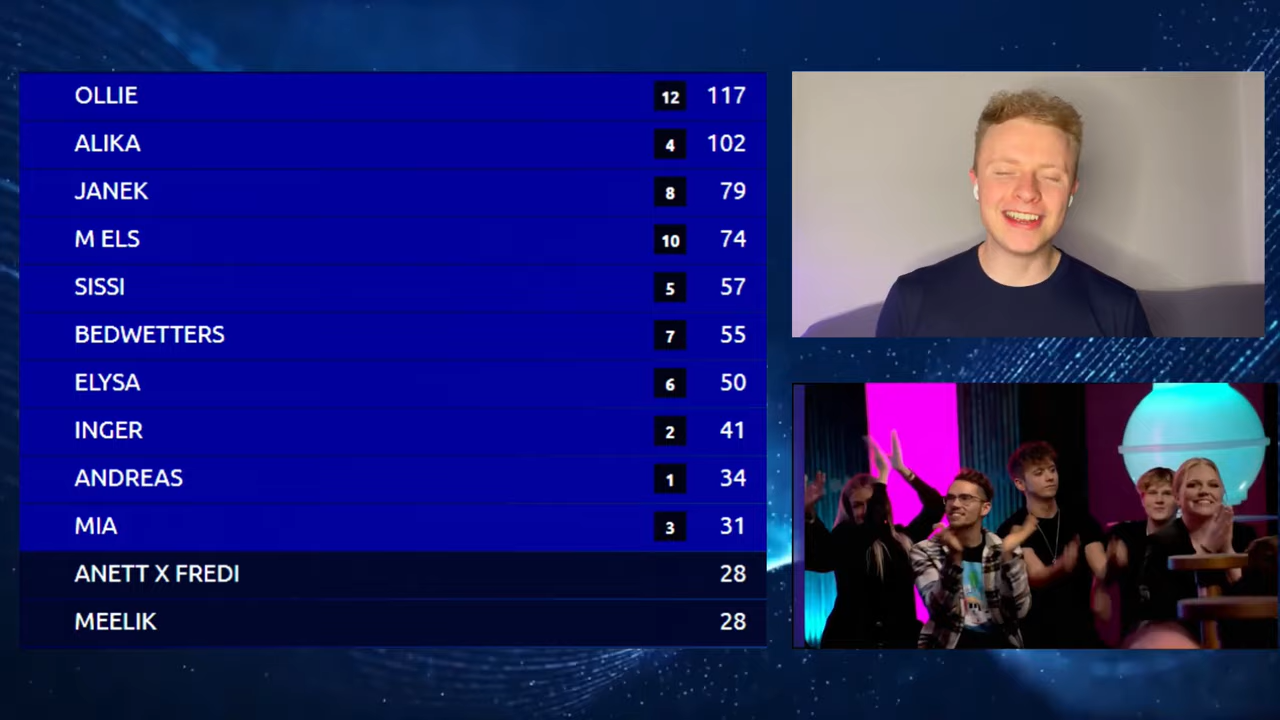 OLLIE 12 117
ALIKA 4 102
JANEK 8 79
M ELS 10 74
SISSI 5 57
BEDWETTERS 7 55
ELYSA 6 50
INGER 2 41
ANDREAS 1 34
MIA 3 31
ANETT X FREDI 28
MEELIK 28